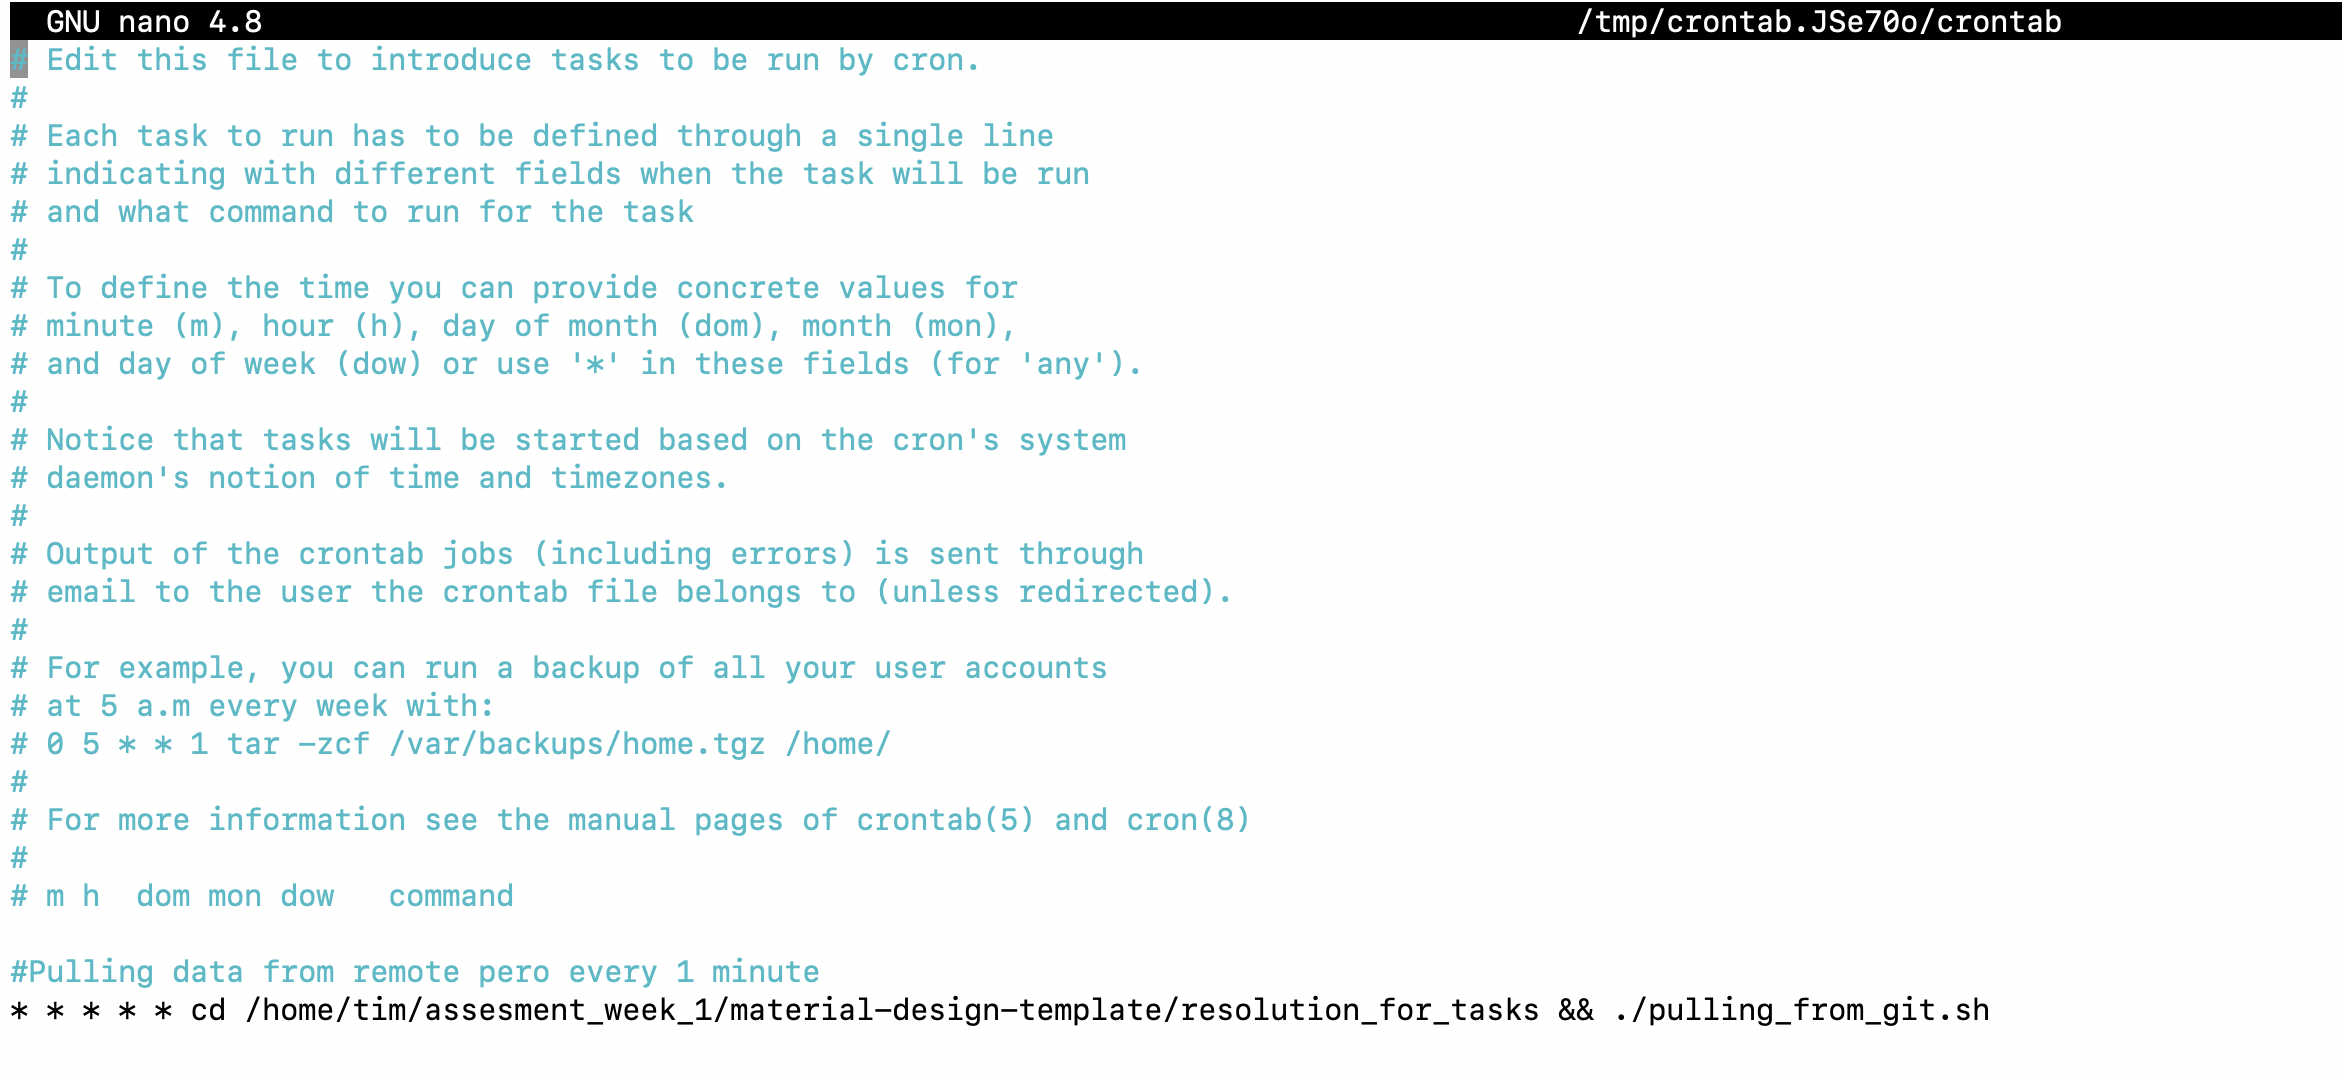 GNU nano 4.8 /tmp/crontab.JSe70o/crontab
# Edit this file to introduce tasks to be run by cron.
#
# Each task to run has to be defined through a single line
# indicating with different fields when the task will be run
# and what command to run for the task
#
# To define the time you can provide concrete values for
# minute (m), hour (h), day of month (dom), month (mon),
# and day of week (dow) or use '*' in these fields (for 'any').
#
# Notice that tasks will be started based on the cron's system
# daemon's notion of time and timezones.
#
# Output of the crontab jobs (including errors) is sent through
# email to the user the crontab file belongs to (unless redirected).
#
# For example, you can run a backup of all your user accounts
# at 5 a.m every week with:
# 0 5 * * 1 tar -zcf /var/backups/home.tgz /home/
#
# For more information see the manual pages of crontab(5) and cron(8)
#
# m h  dom mon dow   command
#Pulling data from remote pero every 1 minute
* * * * * cd /home/tim/assesment_week_1/material-design-template/resolution_for_tasks && ./pulling_from_git.sh